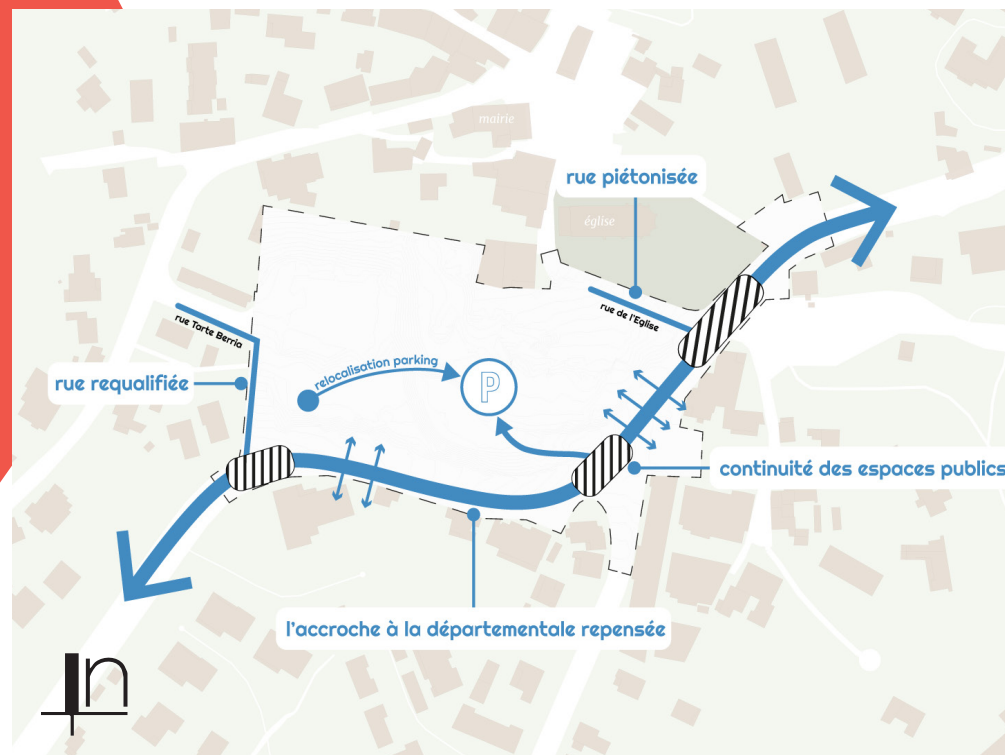 mairie
rue piétonisée
église
rue de l'Eglise
rue Torte Berria
relocalisation parking
P
rue requalifiée
continuité des espaces publics
l'accroche à la départementale repensée
In